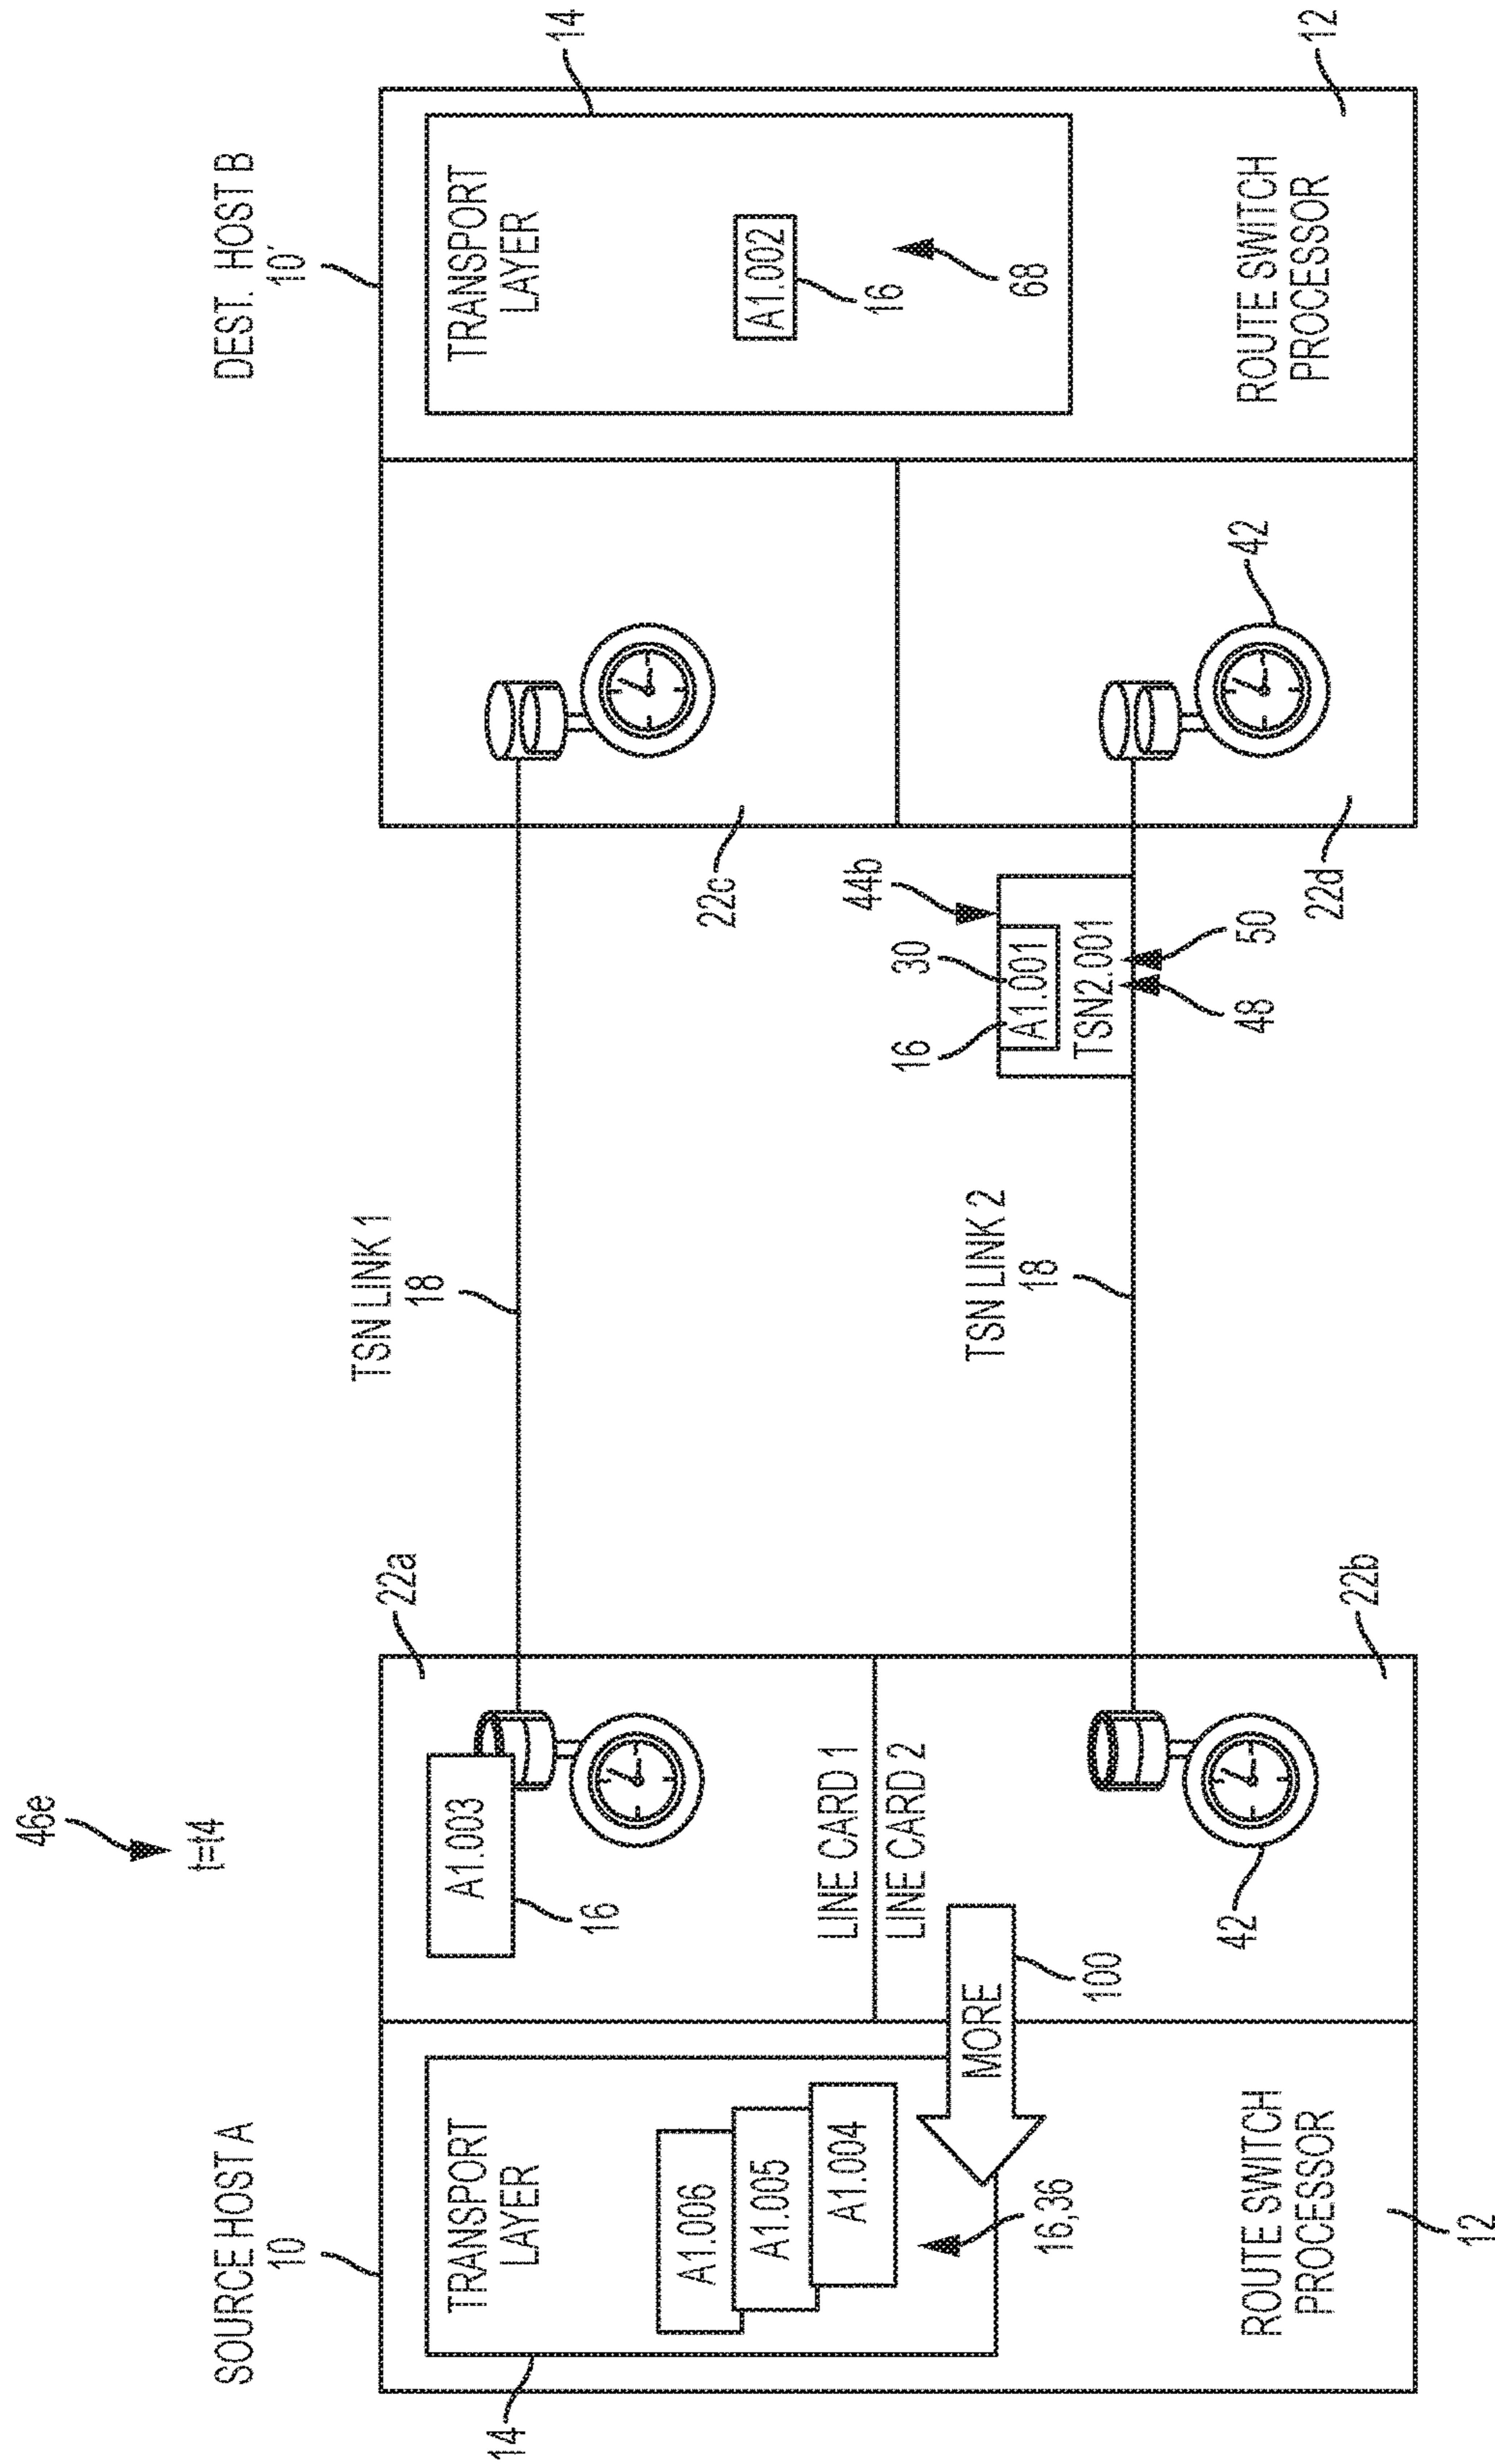 46e
t=t4
SOURCE HOST A
10
DEST. HOST B
10'
14
TRANSPORT
LAYER
A1.006
A1.005
A1.004
16,36
MORE
100
ROUTE SWITCH
PROCESSOR
12
22a
A1.003
16
LINE CARD 1
LINE CARD 2
42
22b
TSN LINK 1
18
TSN LINK 2
18
16
30
44b
A1.001
TSN2.001
48
50
22c
22d
42
14
TRANSPORT
LAYER
A1.002
16
68
ROUTE SWITCH
PROCESSOR
12